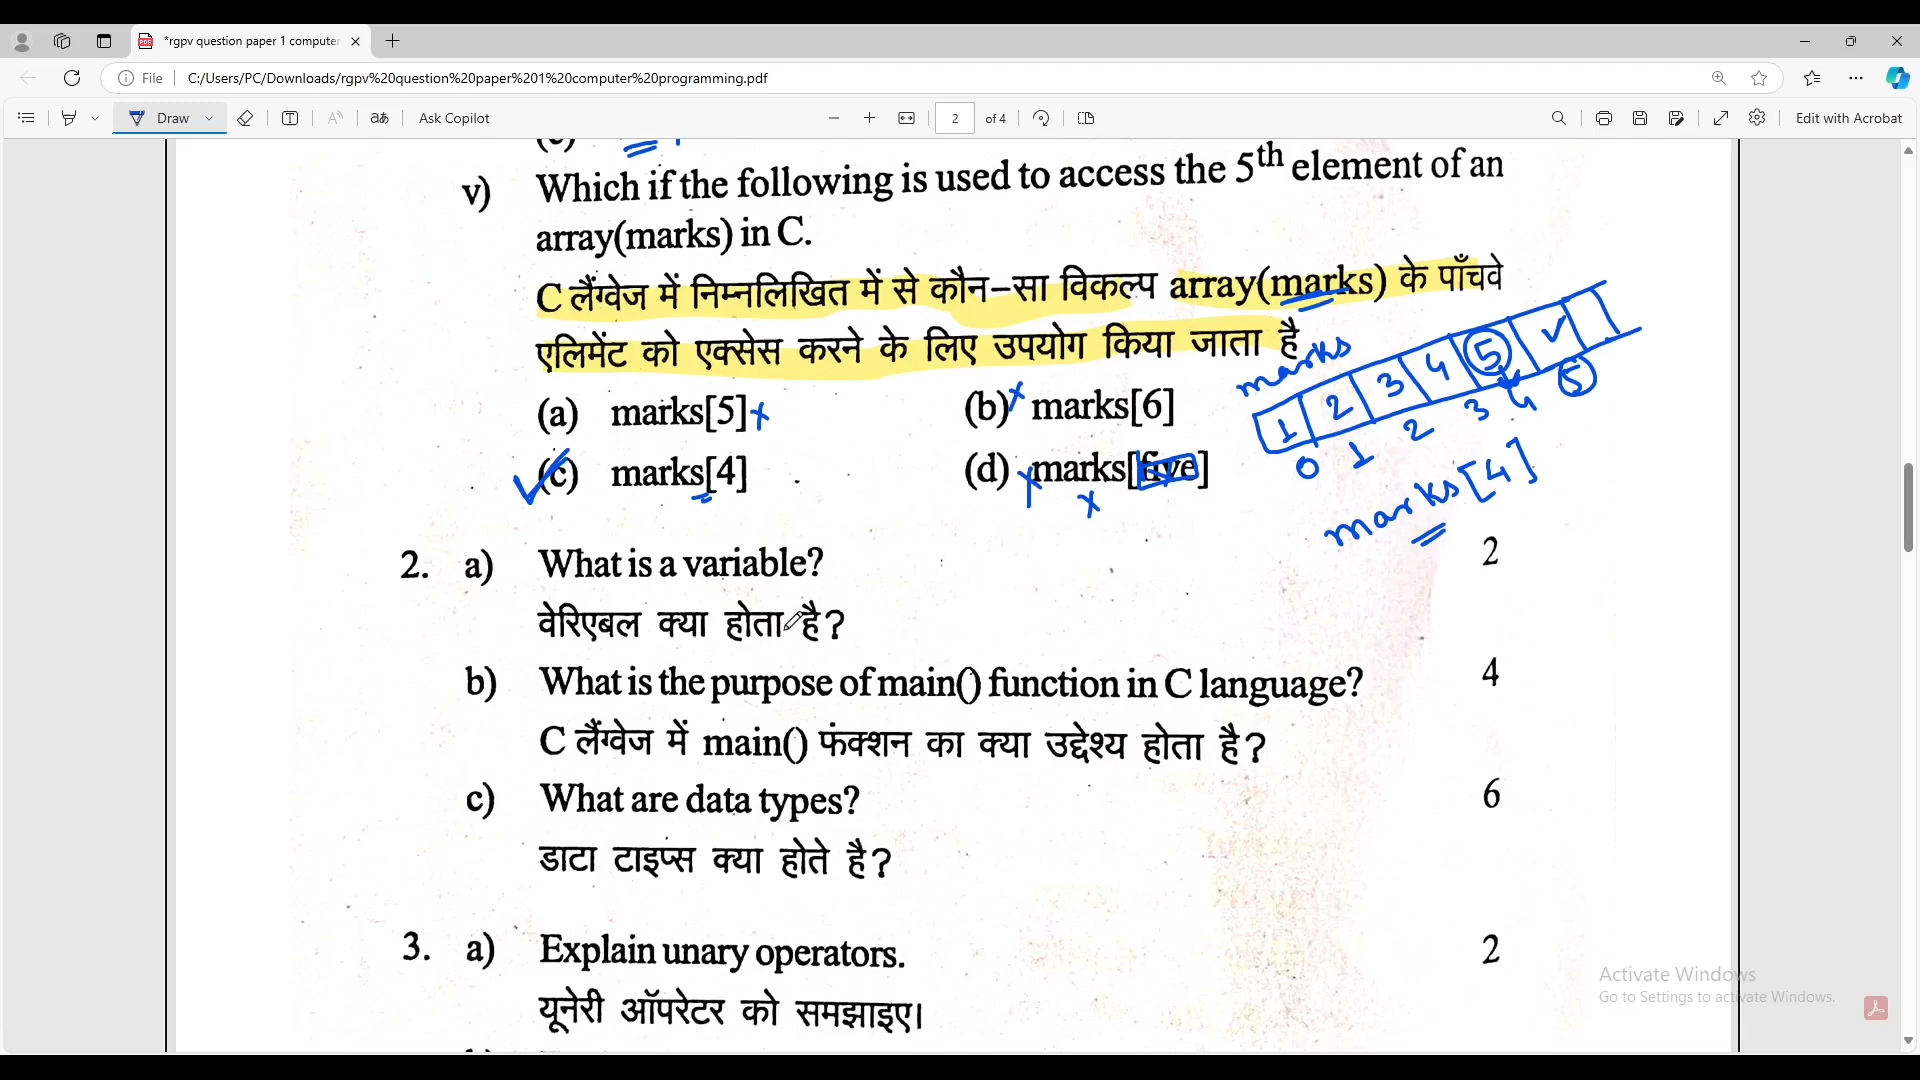 *rgpv question paper 1 computer
File C:/Users/PC/Downloads/rgpv%20question%20paper%201%20computer%20programming.pdf
Draw Ask Copilot 2 of 4 Edit with Acrobat
v) Which if the following is used to access the 5th element of an
array(marks) in C.
C लैंग्वेज में निम्नलिखित में से कौन-सा विकल्प array(marks) के पाँचवे
एलिमेंट को एक्सेस करने के लिए उपयोग किया जाता है
marks
1 2 3 4 5
0 1 2 3 4 5
marks[4]
(a) marks[5] (b) marks[6]
(c) marks[4] (d) marks[five]
2. a) What is a variable? 2
वेरिएबल क्या होता है?
b) What is the purpose of main() function in C language? 4
C लैंग्वेज में main() फंक्शन का क्या उद्देश्य होता है?
c) What are data types? 6
डाटा टाइप्स क्या होते है?
3. a) Explain unary operators. 2
यूनेरी ऑपरेटर को समझाइए।
Activate Windows
Go to Settings to activate Windows.